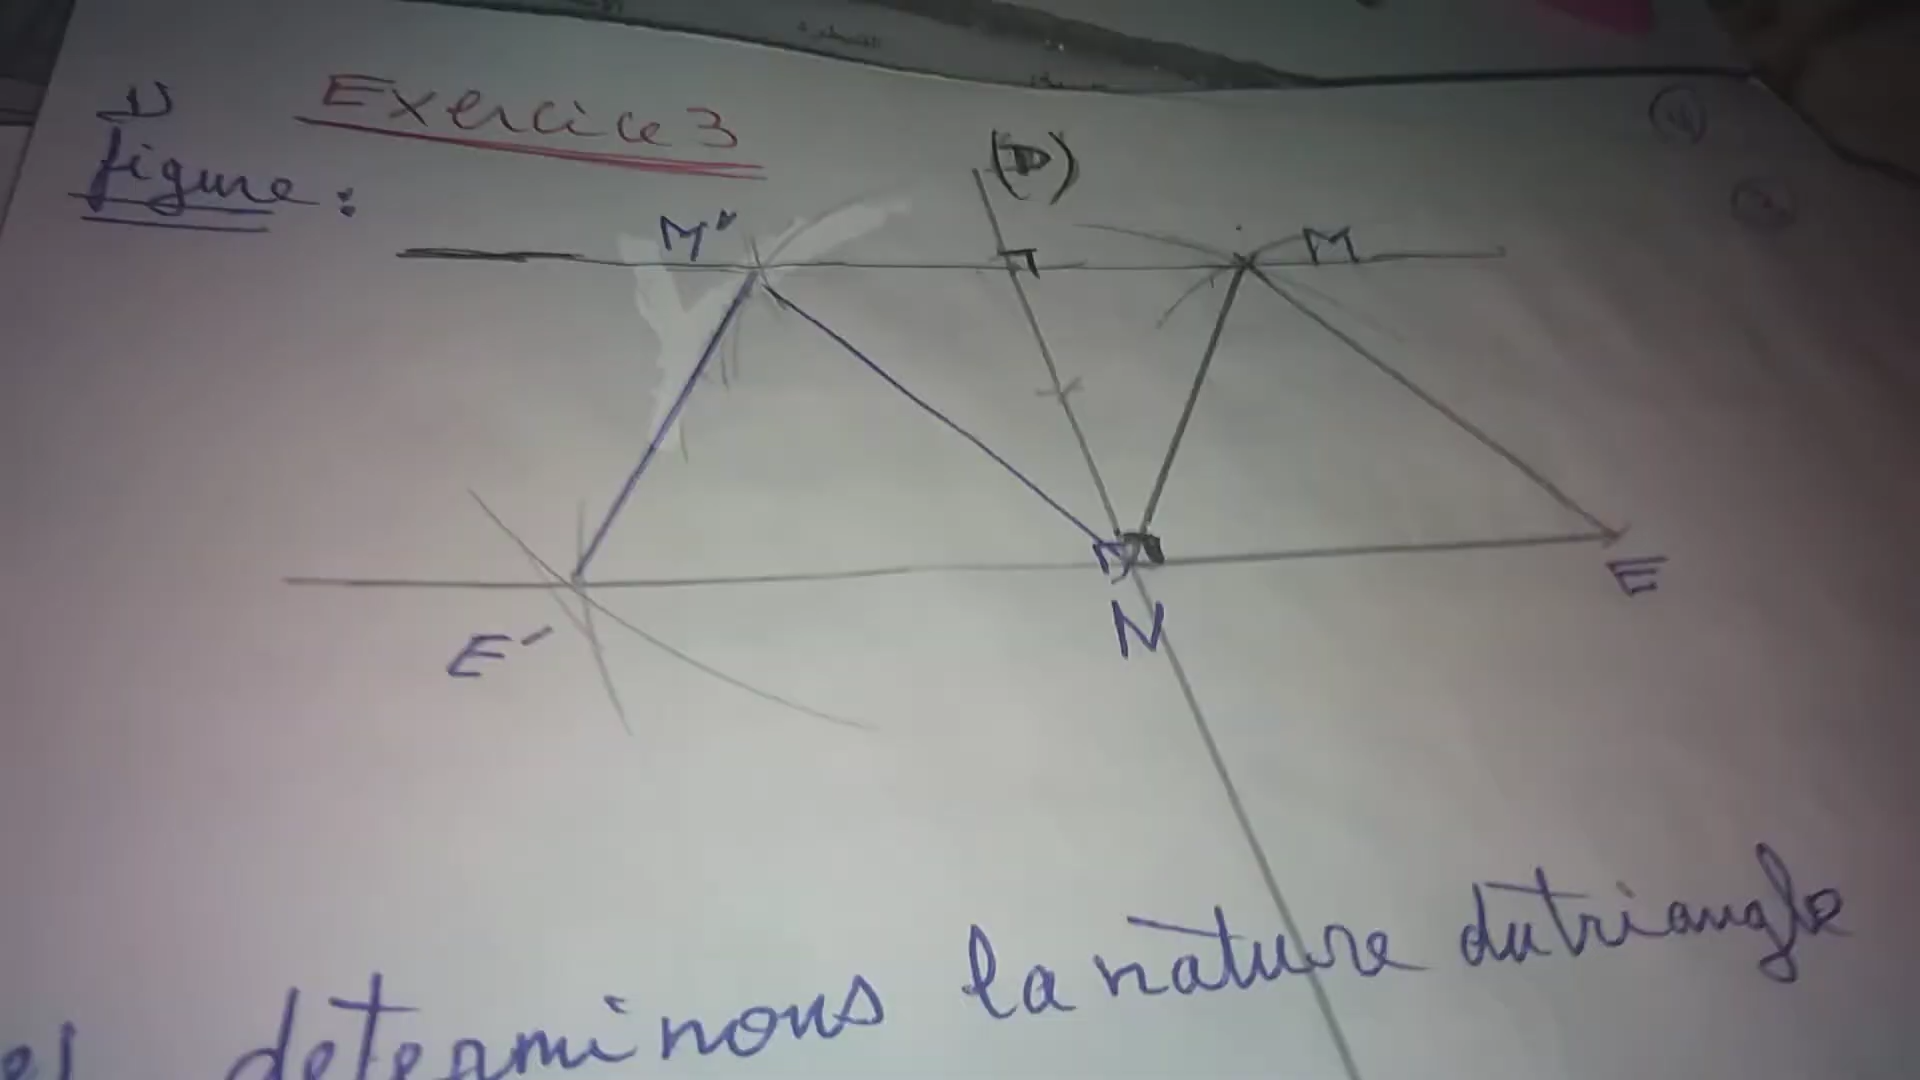 1) Exercice 3
figure :
(D)
M' M
E' N E
determinons la nature du triangle